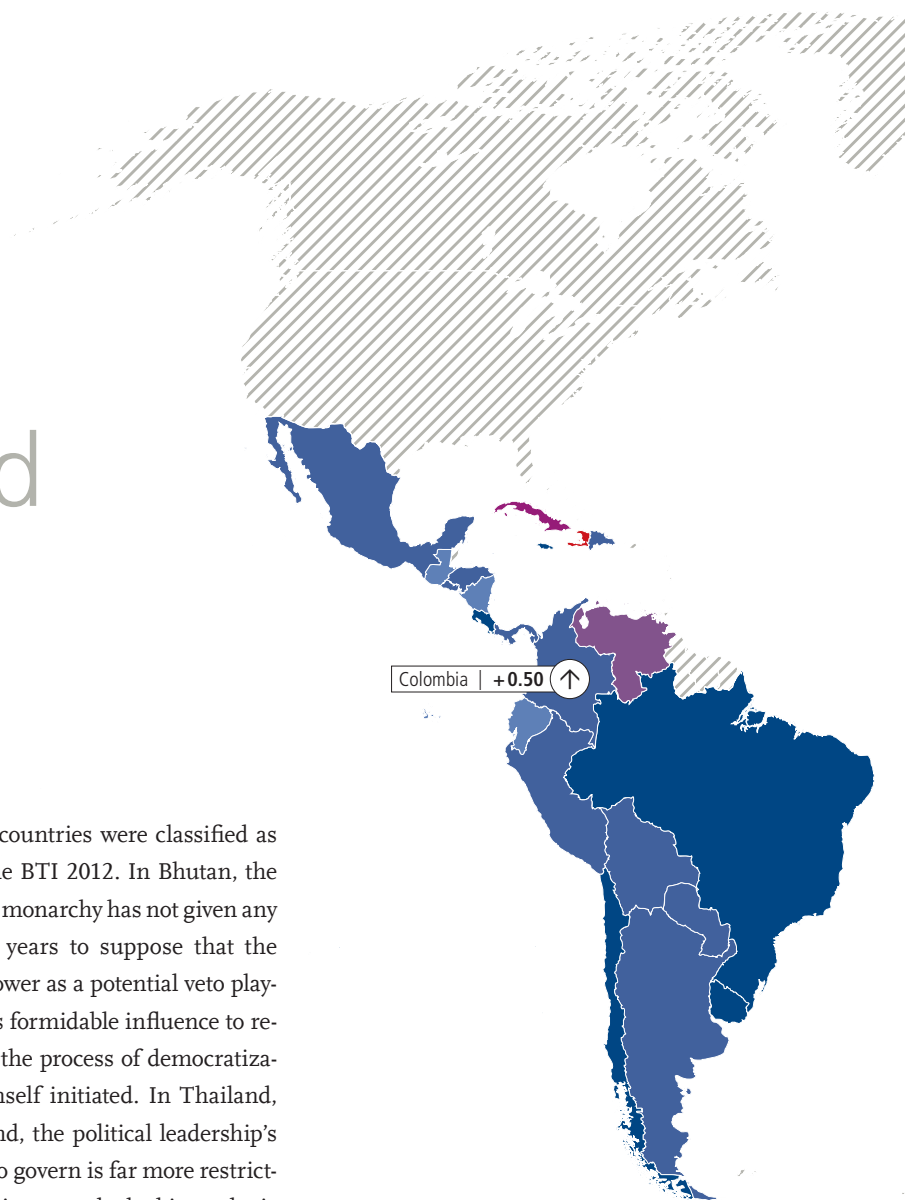 d
Colombia | +0.50
countries were classified as
e BTI 2012. In Bhutan, the
monarchy has not given any
years to suppose that the
ower as a potential veto play-
s formidable influence to re-
the process of democratiza-
nself initiated. In Thailand,
nd, the political leadership’s
o govern is far more restrict-